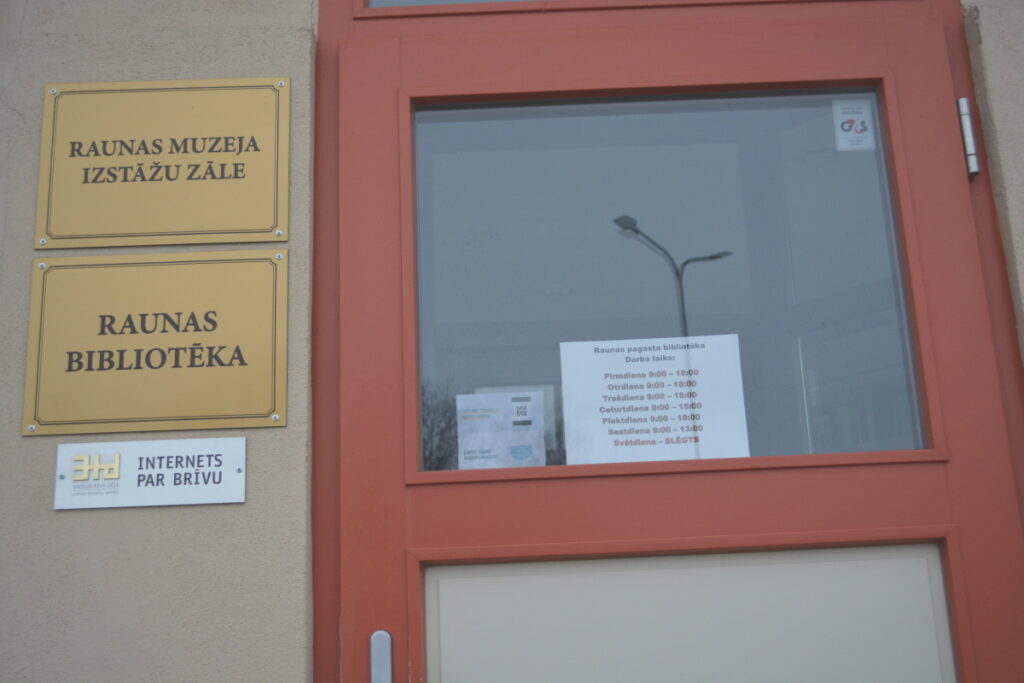 RAUNAS MUZEJA
IZSTĀŽU ZĀLE
RAUNAS
BIBLIOTĒKA
3td
INTERNETS
PAR BRĪVU
G4S
Raunas pagasta bibliotēka
Darba laiks:
Pirmdiena 9:00 – 18:00
Otrdiena 9:00 – 18:00
Trešdiena 9:00 – 18:00
Ceturtdiena 9:00 – 18:00
Piektdiena 9:00 – 18:00
Sestdiena 9:00 – 13:00
Svētdiena – SLĒGTS